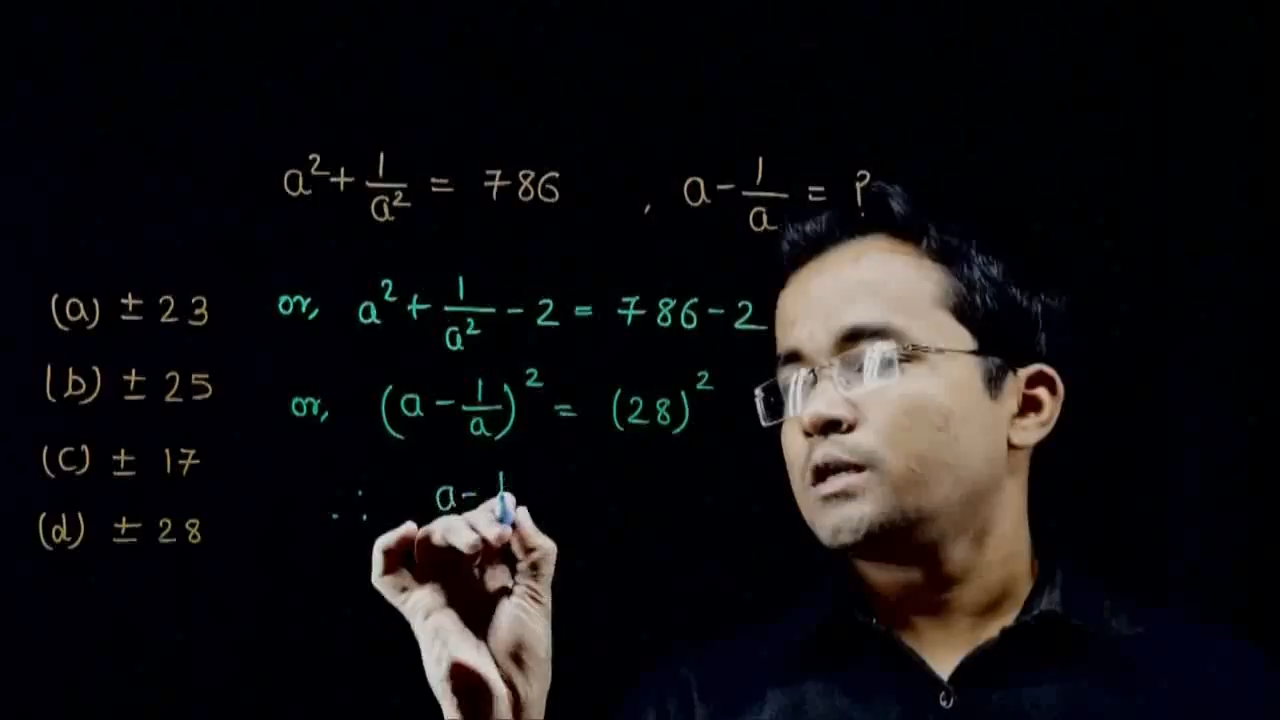 a² + 1/a² = 786 , a - 1/a = ?
(a) ± 23
or, a² + 1/a² - 2 = 786 - 2
(b) ± 25
or, (a - 1/a)² = (28)²
(c) ± 17
∴ a - 1
(d) ± 28